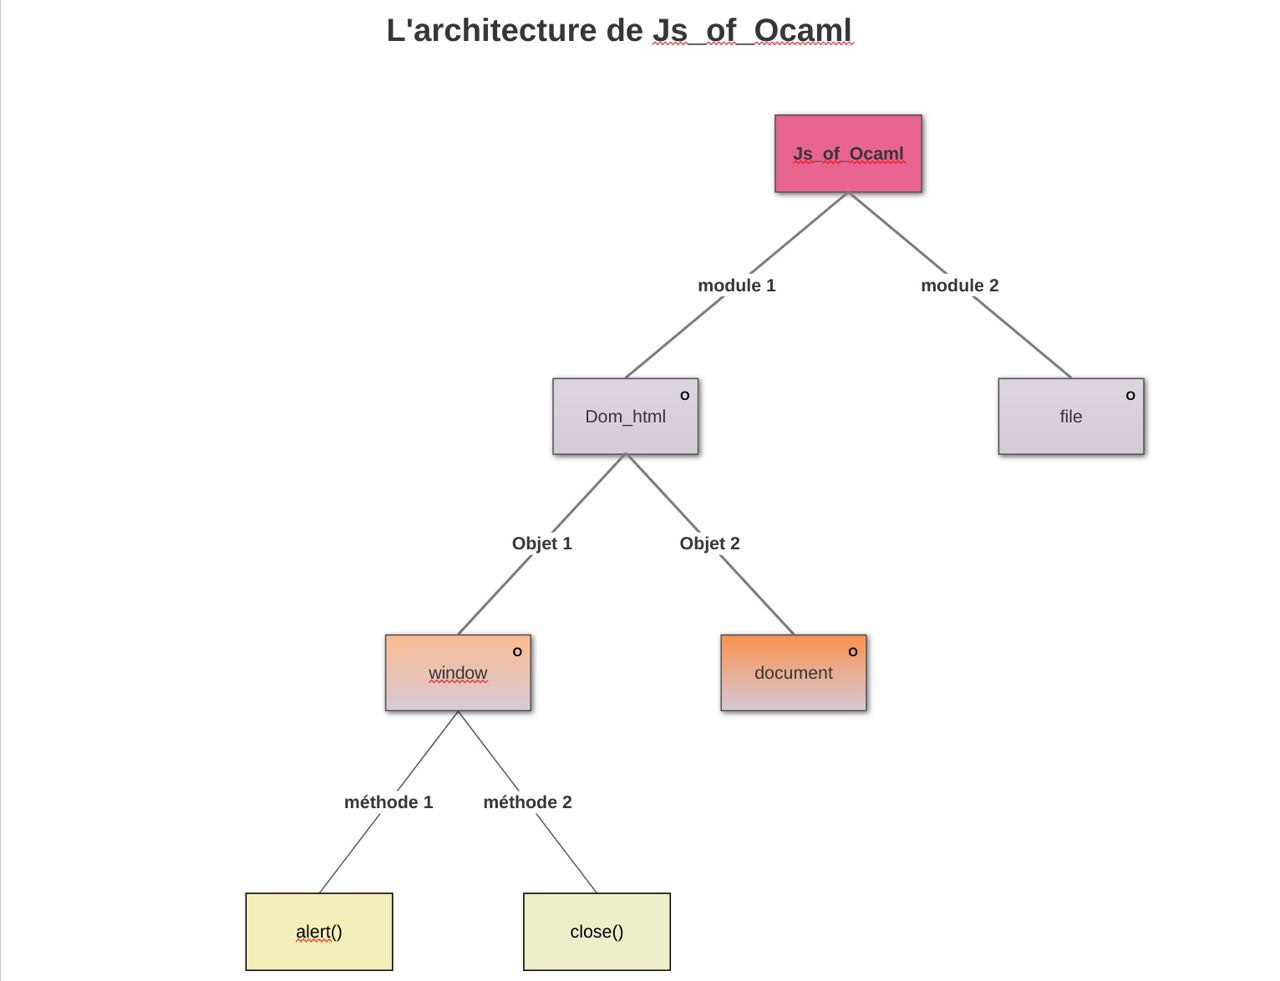 L'architecture de Js_of_Ocaml
Js_of_Ocaml
module 1
module 2
O
Dom_html
O
file
Objet 1
Objet 2
O
window
O
document
méthode 1
méthode 2
alert()
close()